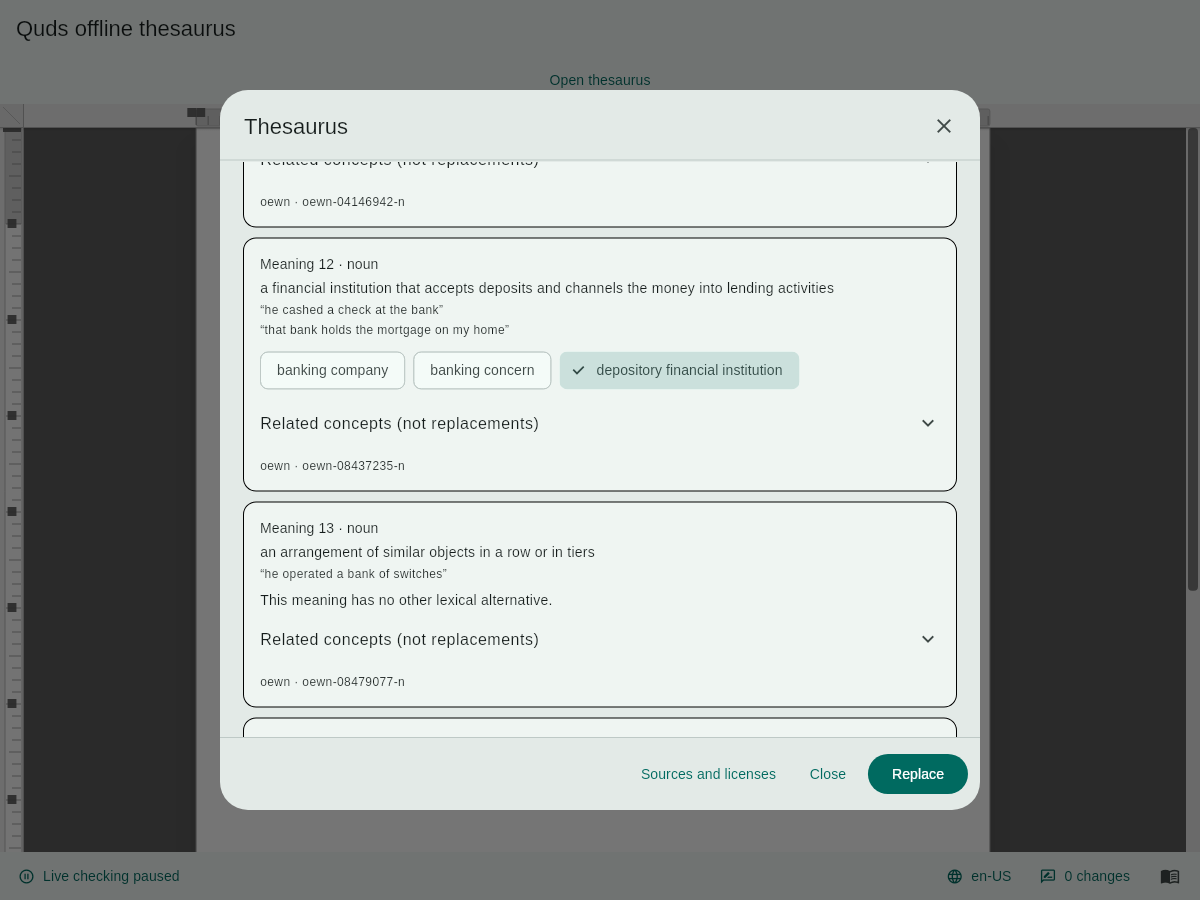 Quds offline thesaurus
Open thesaurus
Thesaurus
Related concepts (not replacements)
oewn · oewn-04146942-n
Meaning 12 · noun
a financial institution that accepts deposits and channels the money into lending activities
“he cashed a check at the bank”
“that bank holds the mortgage on my home”
banking company
banking concern
depository financial institution
Related concepts (not replacements)
oewn · oewn-08437235-n
Meaning 13 · noun
an arrangement of similar objects in a row or in tiers
“he operated a bank of switches”
This meaning has no other lexical alternative.
Related concepts (not replacements)
oewn · oewn-08479077-n
Sources and licenses
Close
Replace
Live checking paused
en-US
0 changes